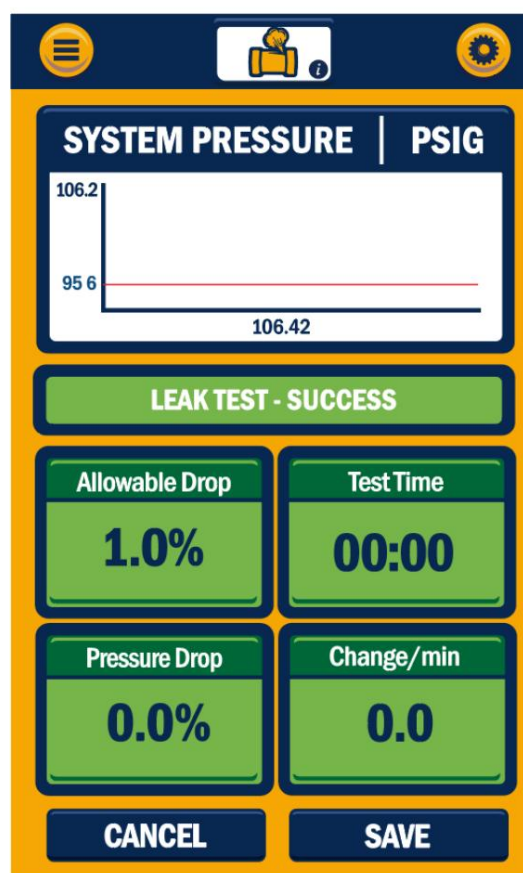 i
SYSTEM PRESSURE | PSIG
106.2
95 6
106.42
LEAK TEST - SUCCESS
Allowable Drop
Test Time
1.0%
00:00
Pressure Drop
Change/min
0.0%
0.0
CANCEL
SAVE